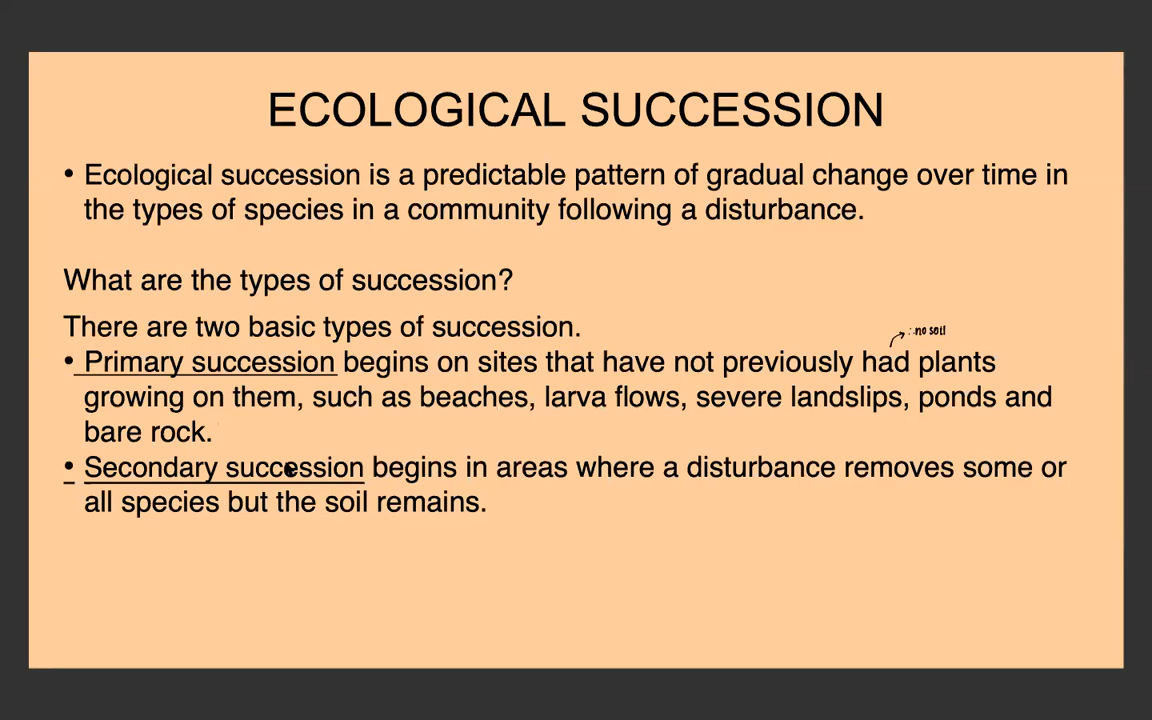 ECOLOGICAL SUCCESSION
• Ecological succession is a predictable pattern of gradual change over time in
the types of species in a community following a disturbance.
What are the types of succession?
There are two basic types of succession.
∴ no soil
• Primary succession begins on sites that have not previously had plants
growing on them, such as beaches, larva flows, severe landslips, ponds and
bare rock.
• Secondary succession begins in areas where a disturbance removes some or
all species but the soil remains.